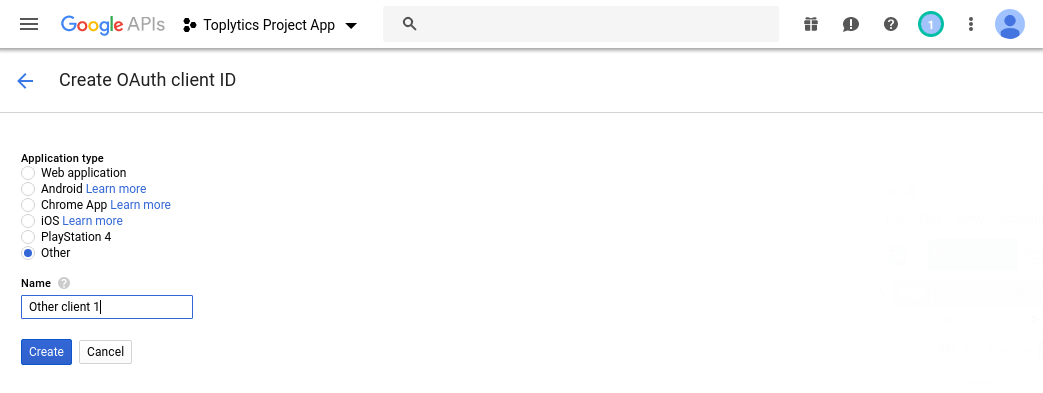 Google APIs Toplytics Project App 1
Create OAuth client ID
Application type
Web application
Android Learn more
Chrome App Learn more
iOS Learn more
PlayStation 4
Other
Name ?
Other client 1
Create Cancel